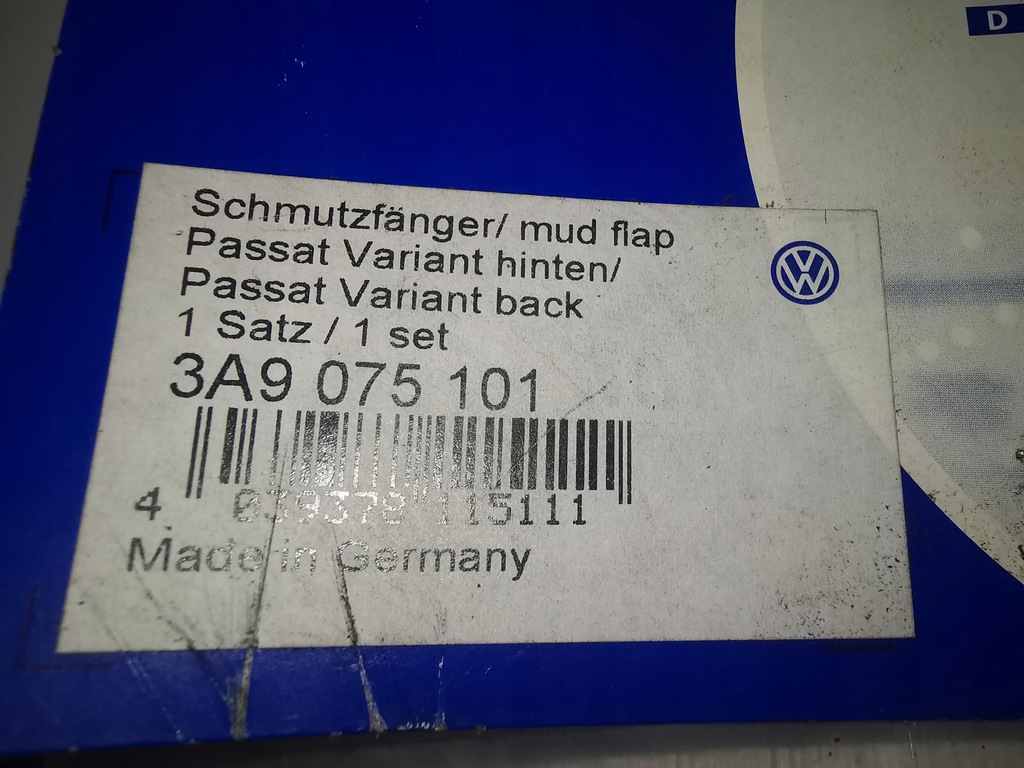 D
Schmutzfänger/ mud flap
Passat Variant hinten/
Passat Variant back
1 Satz / 1 set
3A9 075 101
4 039378 115111
Made in Germany